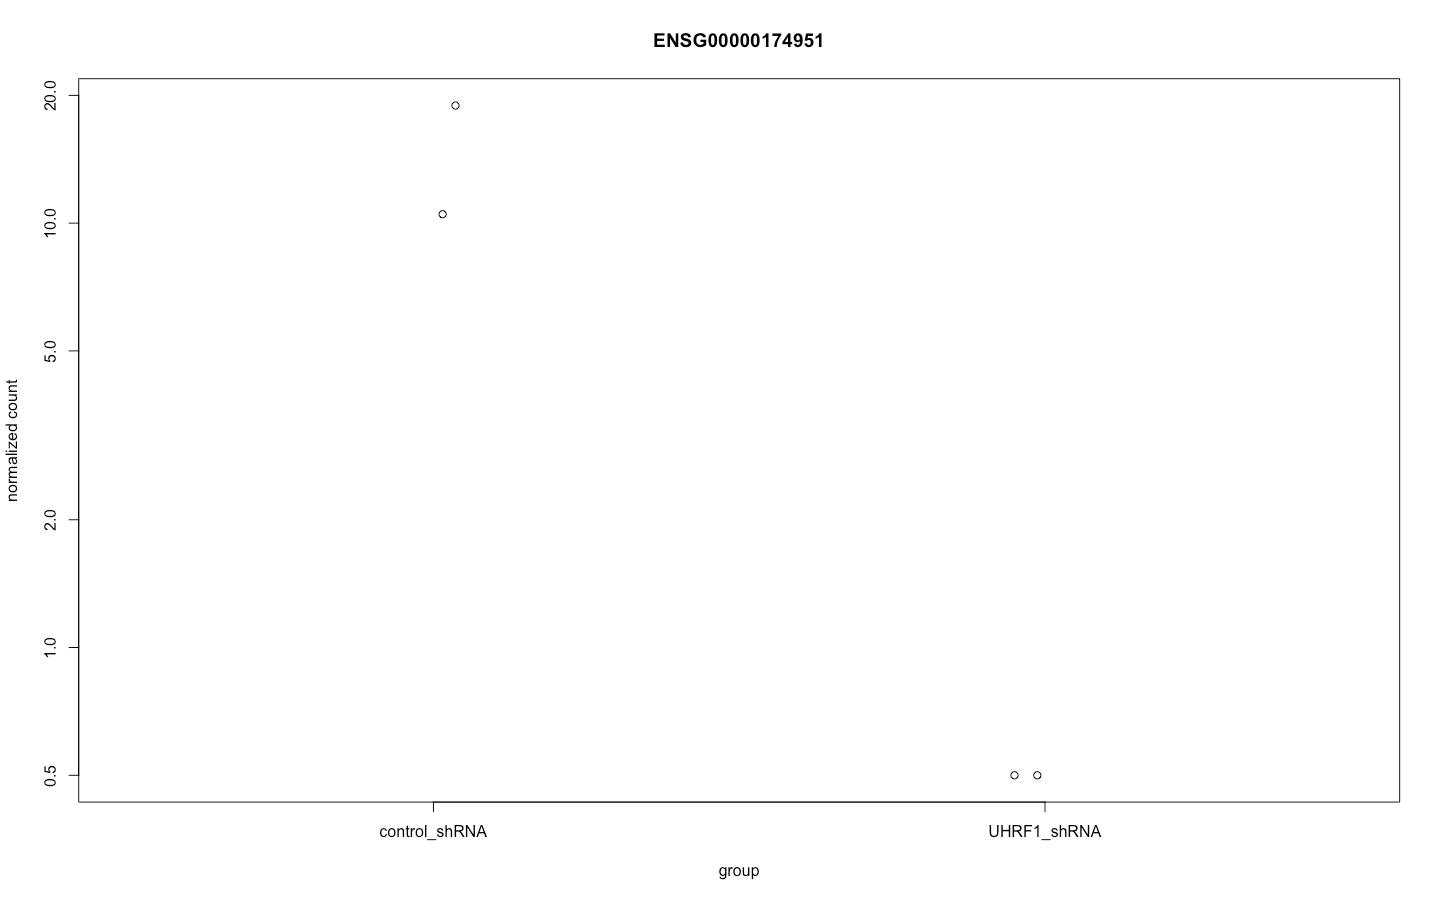 ENSG00000174951
20.0
10.0
5.0
2.0
1.0
0.5
normalized count
control_shRNA
UHRF1_shRNA
group